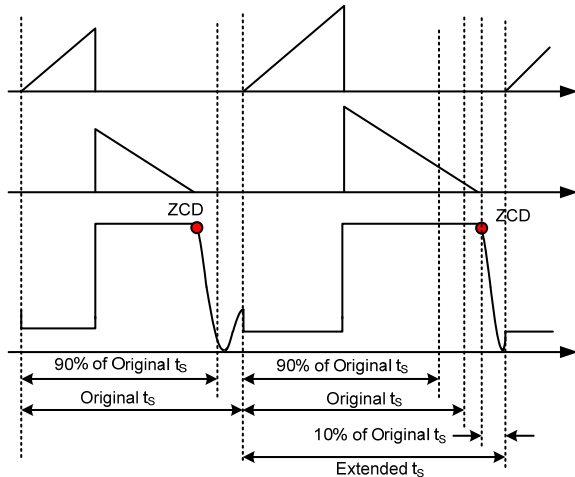 ZCD
ZCD
90% of Original tS
90% of Original tS
Original tS
Original tS
10% of Original tS
Extended tS